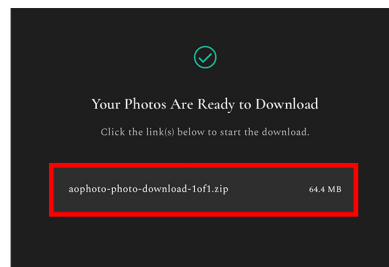 Your Photos Are Ready to Download
Click the link(s) below to start the download.
aophoto-photo-download-1of1.zip 64.4 MB